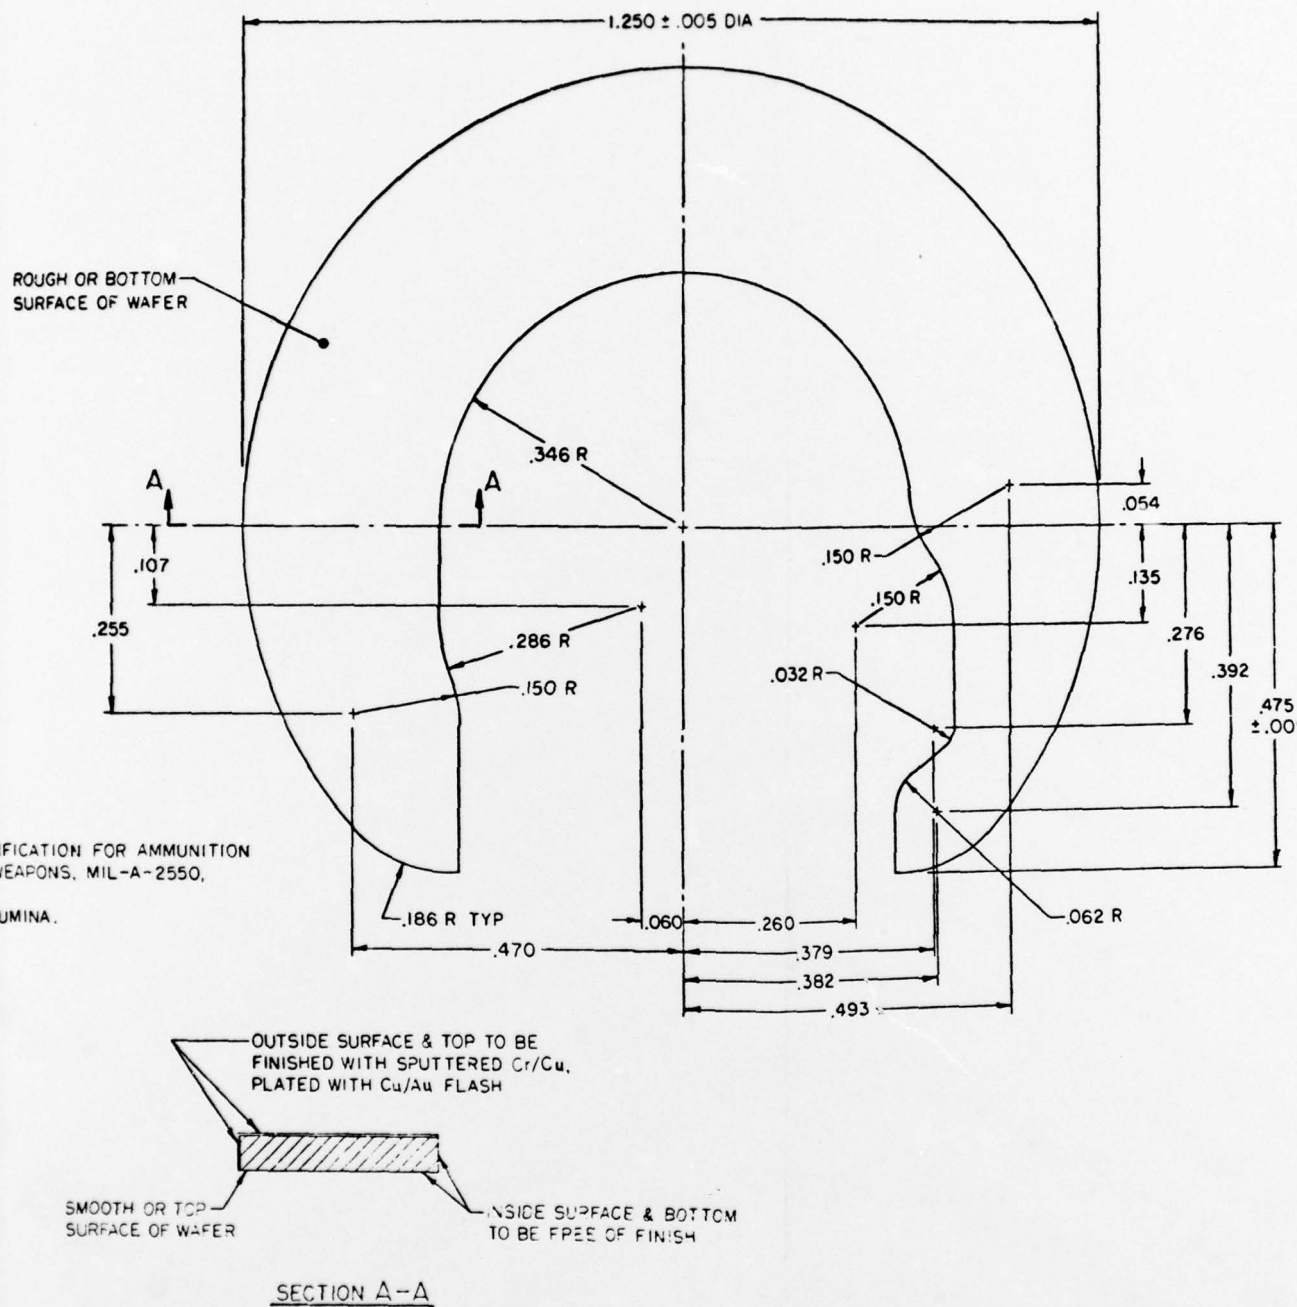 1.250 ± .005 DIA
ROUGH OR BOTTOM
SURFACE OF WAFER
.346 R
A
A
.054
.107
.150 R
.135
.150 R
.255
.286 R
.276
.032 R
.150 R
.392
.475
±.00
IFICATION FOR AMMUNITION
WEAPONS, MIL-A-2550,
UMINA.
.186 R TYP
.060
.260
.062 R
.470
.379
.382
.493
OUTSIDE SURFACE & TOP TO BE
FINISHED WITH SPUTTERED Cr/Cu,
PLATED WITH Cu/Au FLASH
SMOOTH OR TOP
SURFACE OF WAFER
INSIDE SURFACE & BOTTOM
TO BE FREE OF FINISH
SECTION A-A